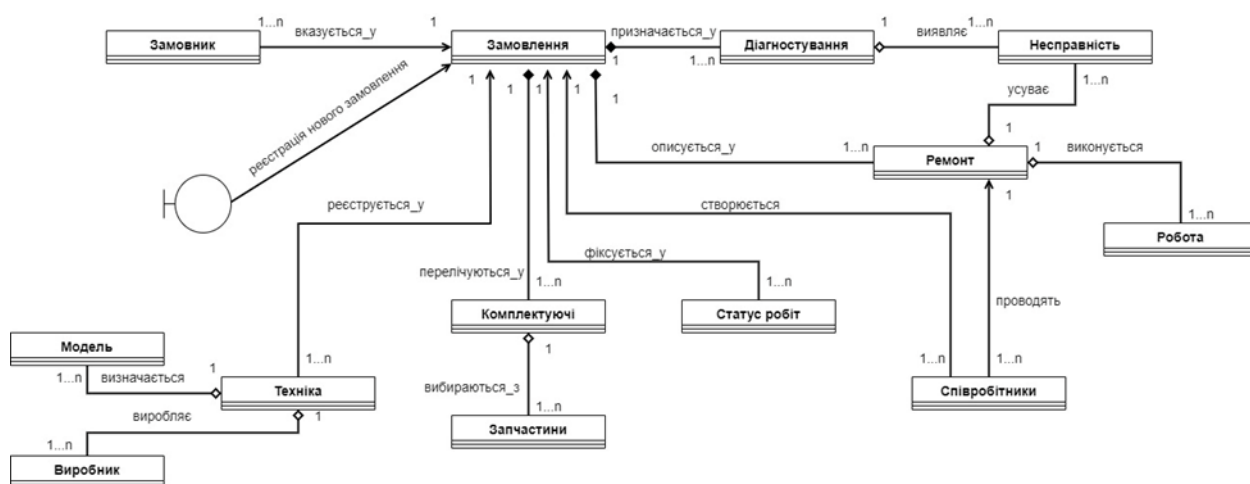 1...n
вказується_у
1
Замовник
Замовлення
призначається_у
1
1...n
Діагностування
1
виявляє
1...n
Несправність
реєстрація нового замовлення
1
1
1
1
1
усуває
1...n
1
описується_у
1...n
Ремонт
1
виконується
1
1...n
Робота
реєструється_у
створюється
фіксується_у
перелічуються_у
1...n
1...n
проводять
Комплектуючі
Статус робіт
1
Модель
1...n
визначається
1
1...n
Техніка
1
вибираються_з
1...n
1...n
1
Співробітники
виробляє
1...n
Запчастини
1...n
Виробник